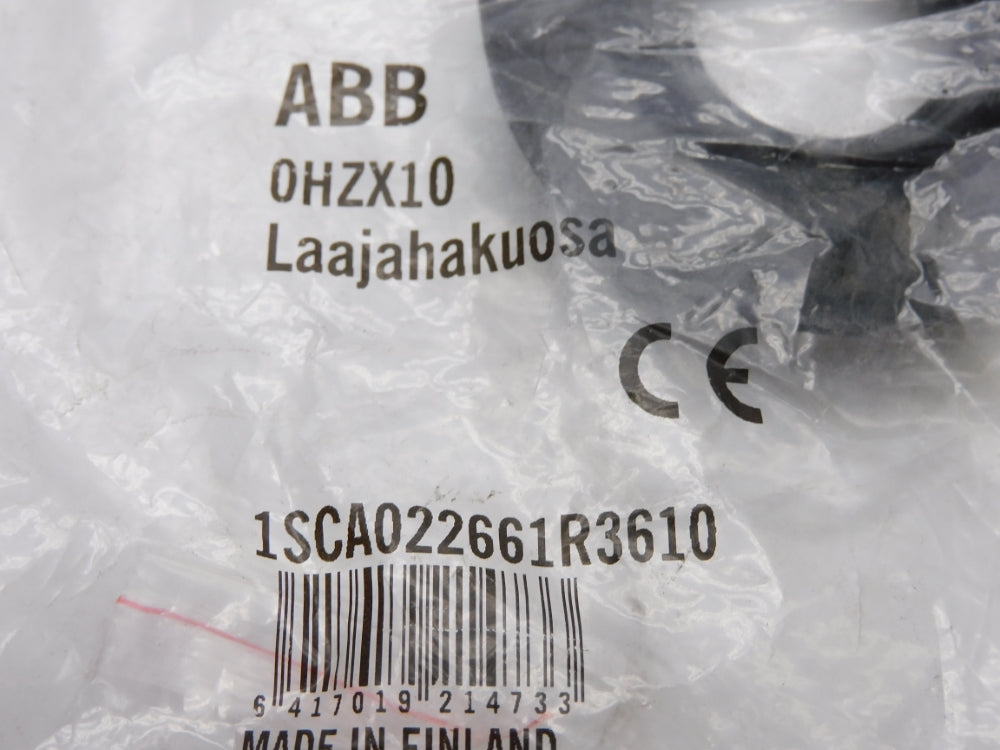 ABB
OHZX10
Laajahakuosa
CE
1SCA022661R3610
6 417019 214733
MADE IN FINLAND